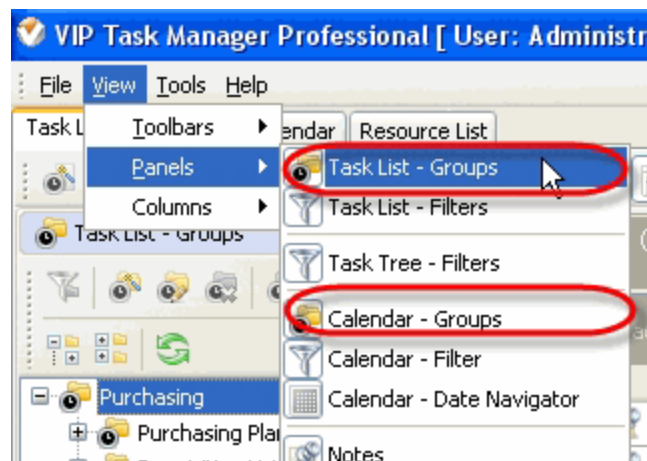 VIP Task Manager Professional [ User: Administr
File View Tools Help
Task L endar Resource List
Toolbars
Panels
Columns
Task List - Groups
Task List - Filters
Task Tree - Filters
Calendar - Groups
Calendar - Filter
Calendar - Date Navigator
Notes
Task List - Groups
Purchasing
Purchasing Pla